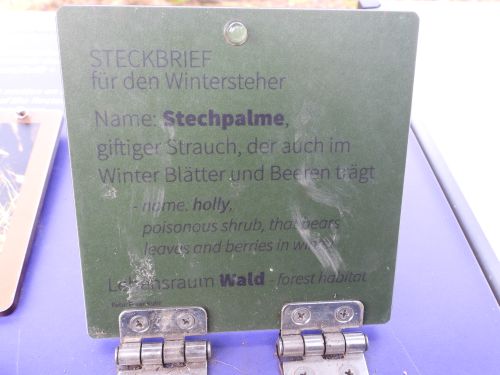 STECKBRIEF
für den Wintersteher
Name: Stechpalme,
giftiger Strauch, der auch im
Winter Blätter und Beeren trägt
- name. holly,
poisonous shrub, that bears
leaves and berries in winter
Lebensraum Wald - forest habitat